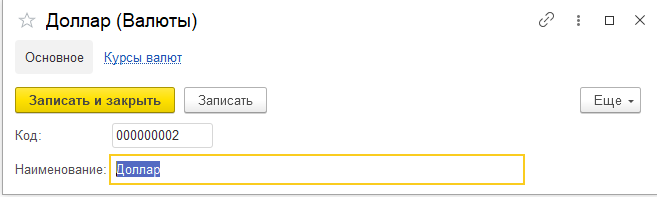 Доллар (Валюты)
Основное Курсы валют
Записать и закрыть Записать Еще
Код: 000000002
Наименование: Доллар